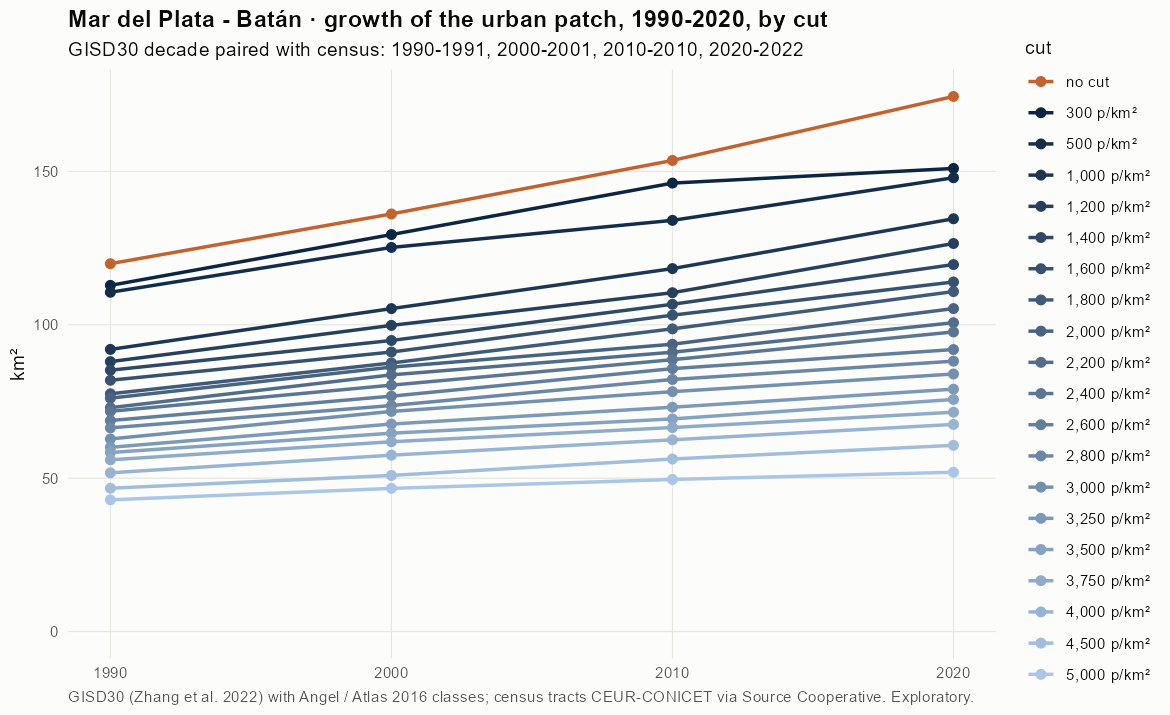 Mar del Plata - Batán · growth of the urban patch, 1990-2020, by cut
GISD30 decade paired with census: 1990-1991, 2000-2001, 2010-2010, 2020-2022
km²
150
100
50
0
1990
2000
2010
2020
cut
no cut
300 p/km²
500 p/km²
1,000 p/km²
1,200 p/km²
1,400 p/km²
1,600 p/km²
1,800 p/km²
2,000 p/km²
2,200 p/km²
2,400 p/km²
2,600 p/km²
2,800 p/km²
3,000 p/km²
3,250 p/km²
3,500 p/km²
3,750 p/km²
4,000 p/km²
4,500 p/km²
5,000 p/km²
GISD30 (Zhang et al. 2022) with Angel / Atlas 2016 classes; census tracts CEUR-CONICET via Source Cooperative. Exploratory.